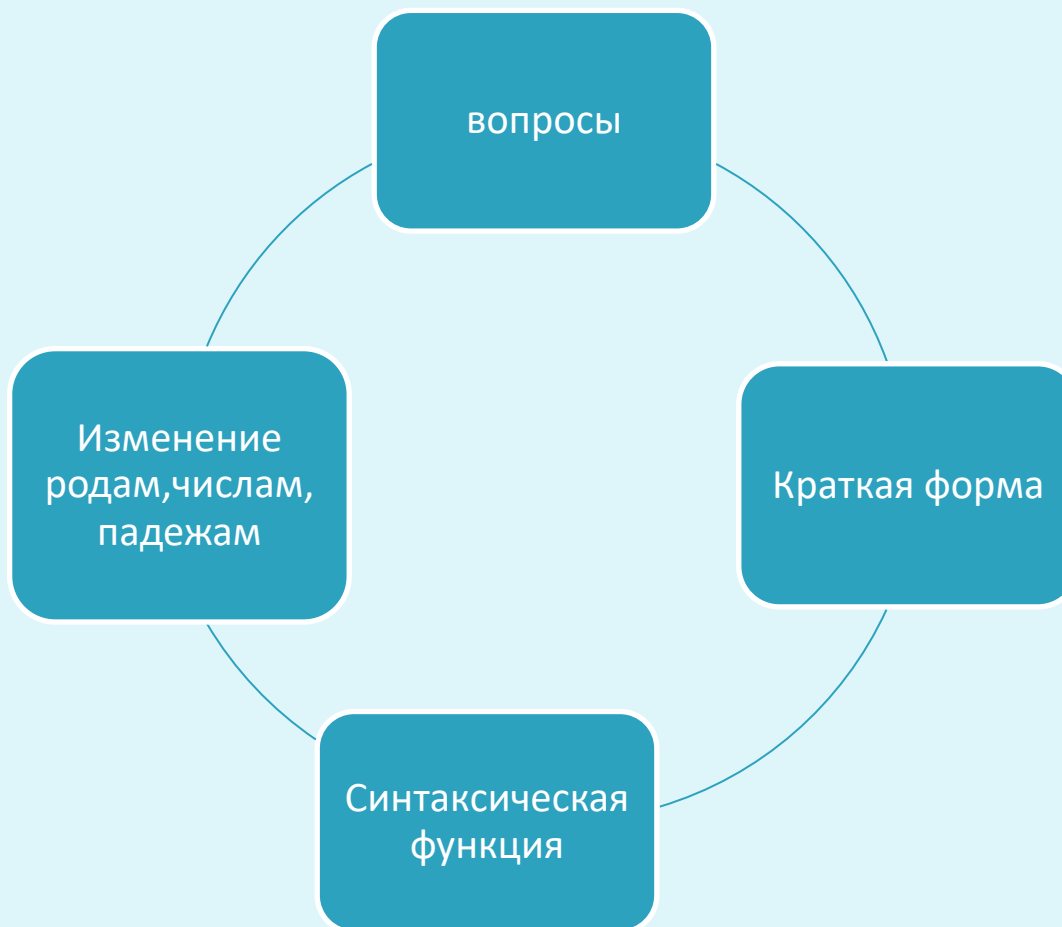 вопросы
Изменение
родам,числам,
падежам
Краткая форма
Синтаксическая
функция